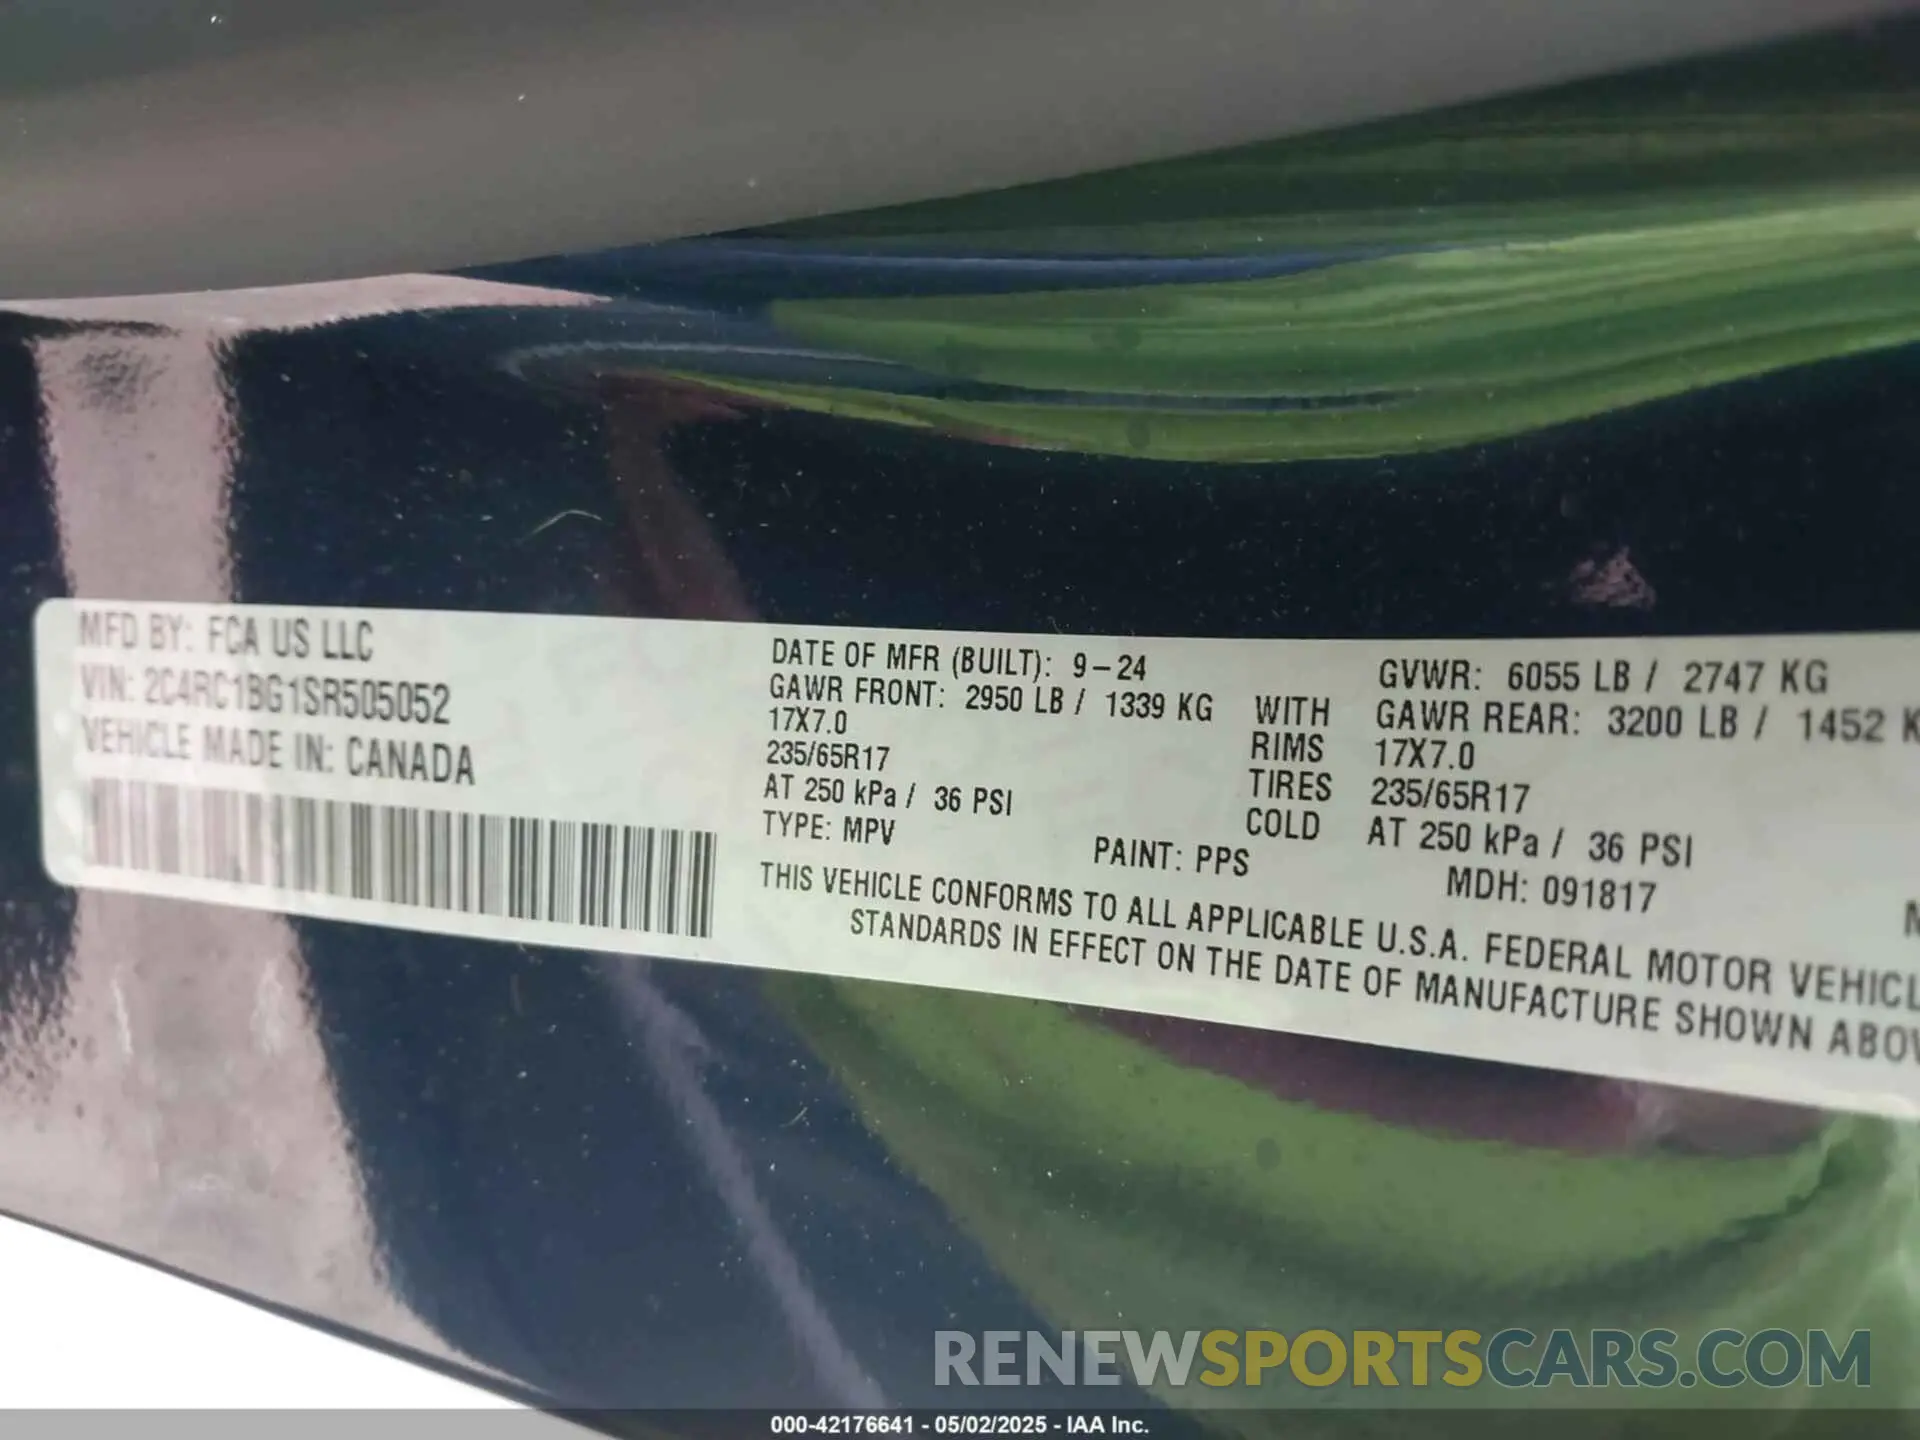 MFD BY: FCA US LLC
VIN: 2C4RC1BG1SR505052
VEHICLE MADE IN: CANADA
DATE OF MFR (BUILT): 9-24
GAWR FRONT: 2950 LB / 1339 KG
17X7.0
235/65R17
AT 250 kPa / 36 PSI
TYPE: MPV
WITH
RIMS
TIRES
COLD
GVWR: 6055 LB / 2747 KG
GAWR REAR: 3200 LB / 1452 K
17X7.0
235/65R17
AT 250 kPa / 36 PSI
PAINT: PPS
MDH: 091817
THIS VEHICLE CONFORMS TO ALL APPLICABLE U.S.A. FEDERAL MOTOR VEHICL
STANDARDS IN EFFECT ON THE DATE OF MANUFACTURE SHOWN ABOV
RENEWSPORTSCARS.COM
000-42176641 - 05/02/2025 - IAA Inc.